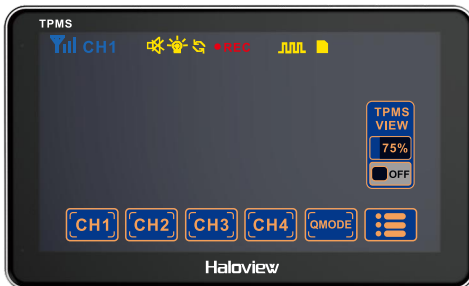 TPMS
CH1 REC
TPMS
VIEW
75%
OFF
CH1 CH2 CH3 CH4 QMODE
Haloview